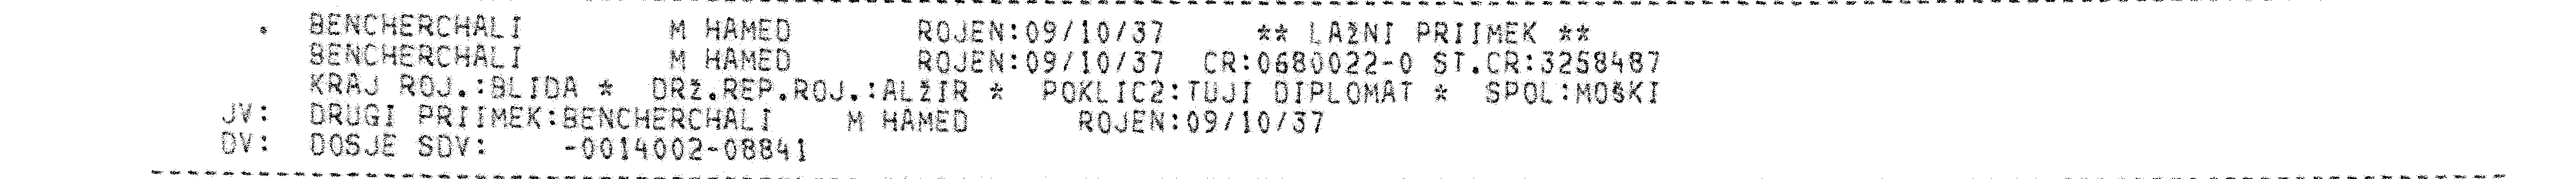 . BENCHERCHALI M HAMED ROJEN:09/10/37 ** LAŽNI PRIIMEK **
BENCHERCHALI M HAMED ROJEN:09/10/37 CR:0680022-0 ST.CR:3258487
KRAJ ROJ.:BLIDA * DRŽ.REP.ROJ.:ALŽIR * POKLIC2:TUJI DIPLOMAT * SPOL:MOŠKI
JV: DRUGI PRIIMEK:BENCHERCHALI M HAMED ROJEN:09/10/37
DV: DOSJE SDV: -0014002-08841